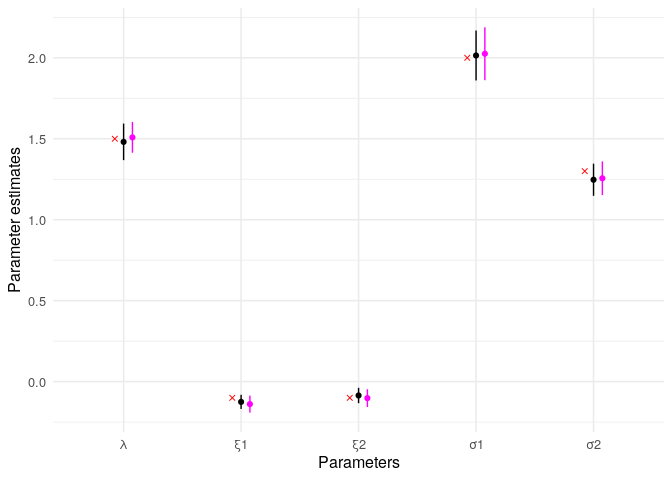 Parameter estimates
2.0
1.5
1.0
0.5
0.0
λ
ξ1
ξ2
σ1
σ2
Parameters